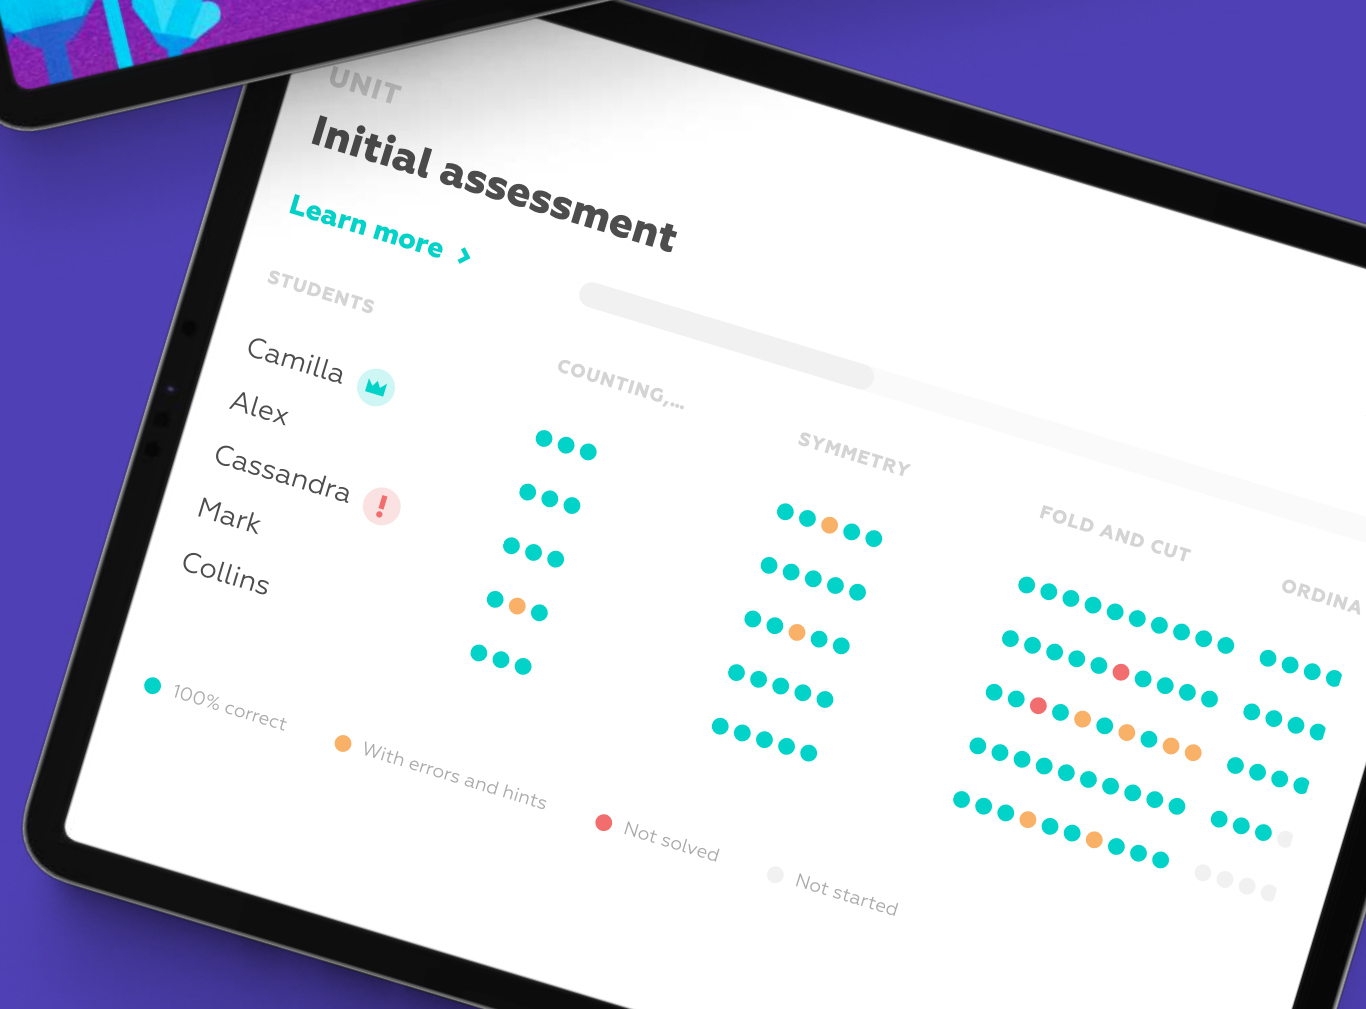 UNIT
Initial assessment
Learn more
STUDENTS
COUNTING,...
SYMMETRY
FOLD AND CUT
ORDINA
Camilla
Alex
Cassandra
Mark
Collins
100% correct
With errors and hints
Not solved
Not started